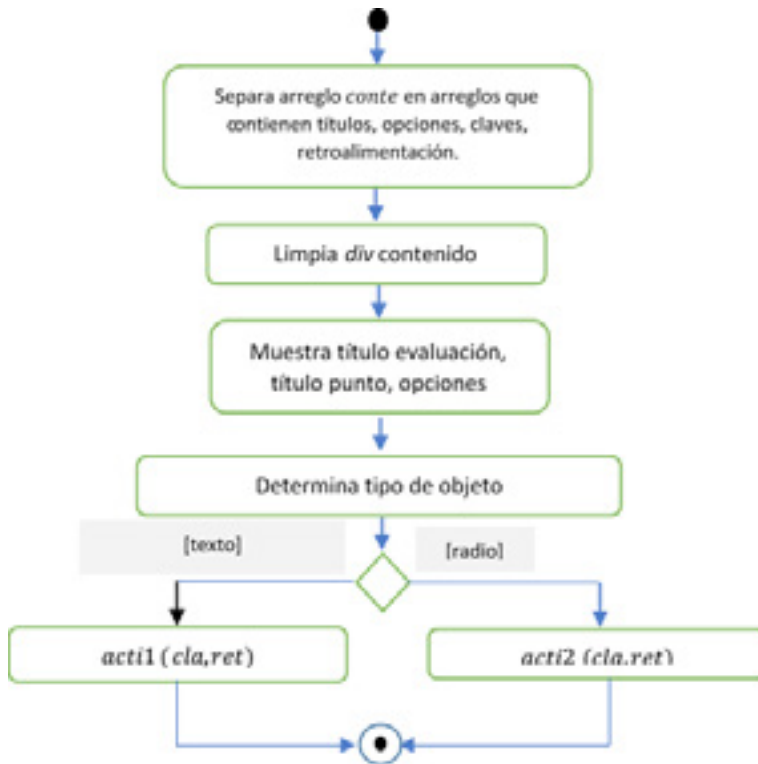 Separa arreglo conte en arreglos que
contienen títulos, opciones, claves,
retroalimentación.
Limpia div contenido
Muestra título evaluación,
título punto, opciones
Determina tipo de objeto
[texto]
[radio]
acti1 (cla,ret)
acti2 (cla,ret)